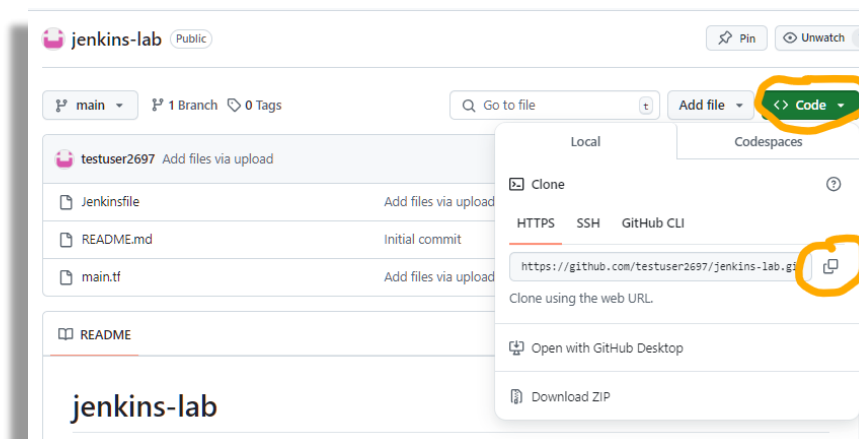 jenkins-lab Public
Pin
Unwatch
main
1 Branch
0 Tags
Go to file
t
Add file
<> Code
testuser2697 Add files via upload
Jenkinsfile Add files via upload
README.md Initial commit
main.tf Add files via upload
README
jenkins-lab
Local
Codespaces
Clone
HTTPS
SSH
GitHub CLI
https://github.com/testuser2697/jenkins-lab.gi
Clone using the web URL.
Open with GitHub Desktop
Download ZIP